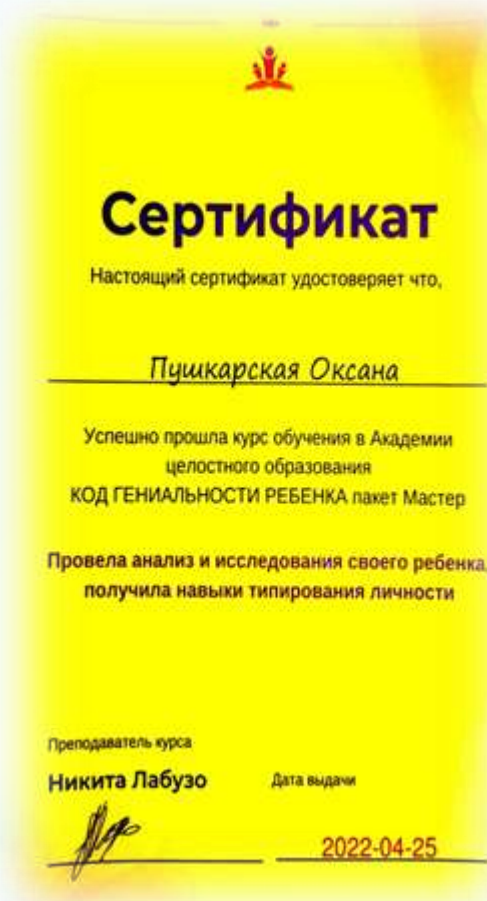 Сертификат
Настоящий сертификат удостоверяет что,
Пушкарская Оксана
Успешно прошла курс обучения в Академии
целостного образования
КОД ГЕНИАЛЬНОСТИ РЕБЕНКА пакет Мастер
Провела анализ и исследования своего ребенка,
получила навыки типирования личности
Преподаватель курса
Никита Лабузо
Дата выдачи
2022-04-25